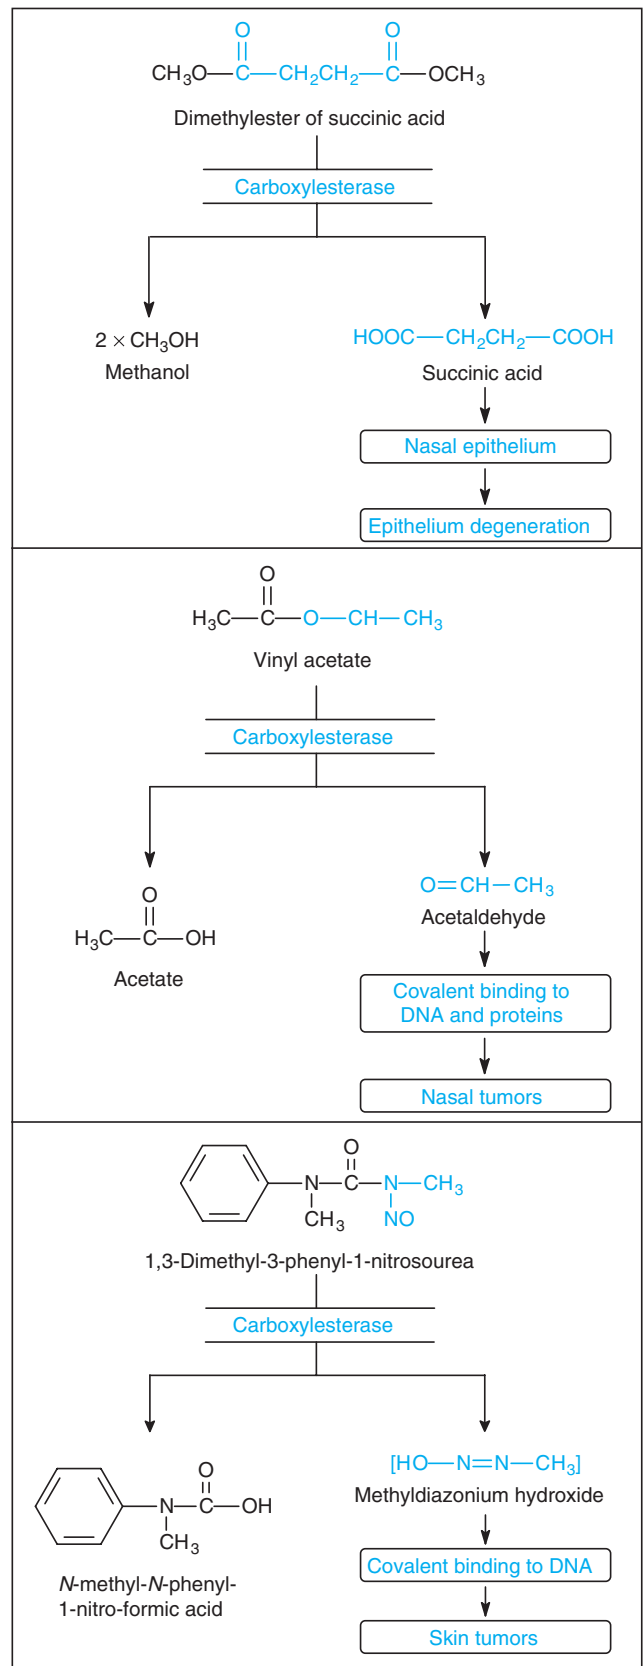 O O
CH₃O—C—CH₂CH₂—C—OCH₃
Dimethylester of succinic acid
Carboxylesterase
2 × CH₃OH
Methanol
HOOC—CH₂CH₂—COOH
Succinic acid
Nasal epithelium
Epithelium degeneration
O
H₃C—C—O—CH—CH₃
Vinyl acetate
Carboxylesterase
O
H₃C—C—OH
Acetate
O=CH—CH₃
Acetaldehyde
Covalent binding to
DNA and proteins
Nasal tumors
O
N—C—N—CH₃
CH₃ NO
1,3-Dimethyl-3-phenyl-1-nitrosourea
Carboxylesterase
O
N—C—OH
CH₃
N-methyl-N-phenyl-
1-nitro-formic acid
[HO—N=N—CH₃]
Methyldiazonium hydroxide
Covalent binding to DNA
Skin tumors